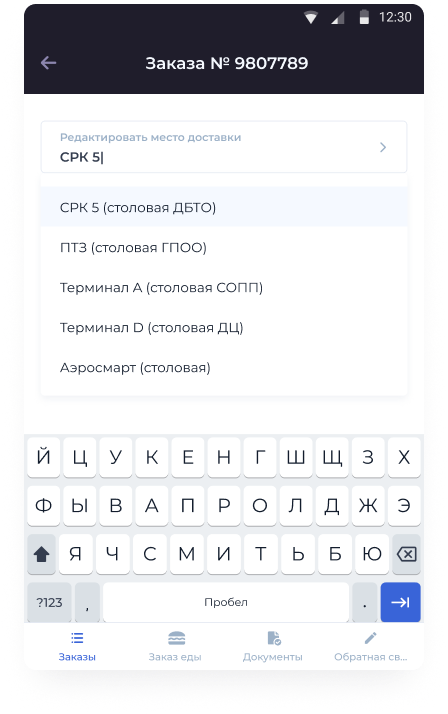 12:30
Заказа № 9807789
Редактировать место доставки
СРК 5
СРК 5 (столовая ДБТО)
ПТЗ (столовая ГПОО)
Терминал А (столовая СОПП)
Терминал D (столовая ДЦ)
Аэросмарт (столовая)
Й Ц У К Е Н Г Ш Щ З Х
Ф Ы В А П Р О Л Д Ж Э
Я Ч С М И Т Ь Б Ю
?123 , Пробел .
Заказы Заказ еды Документы Обратная св...